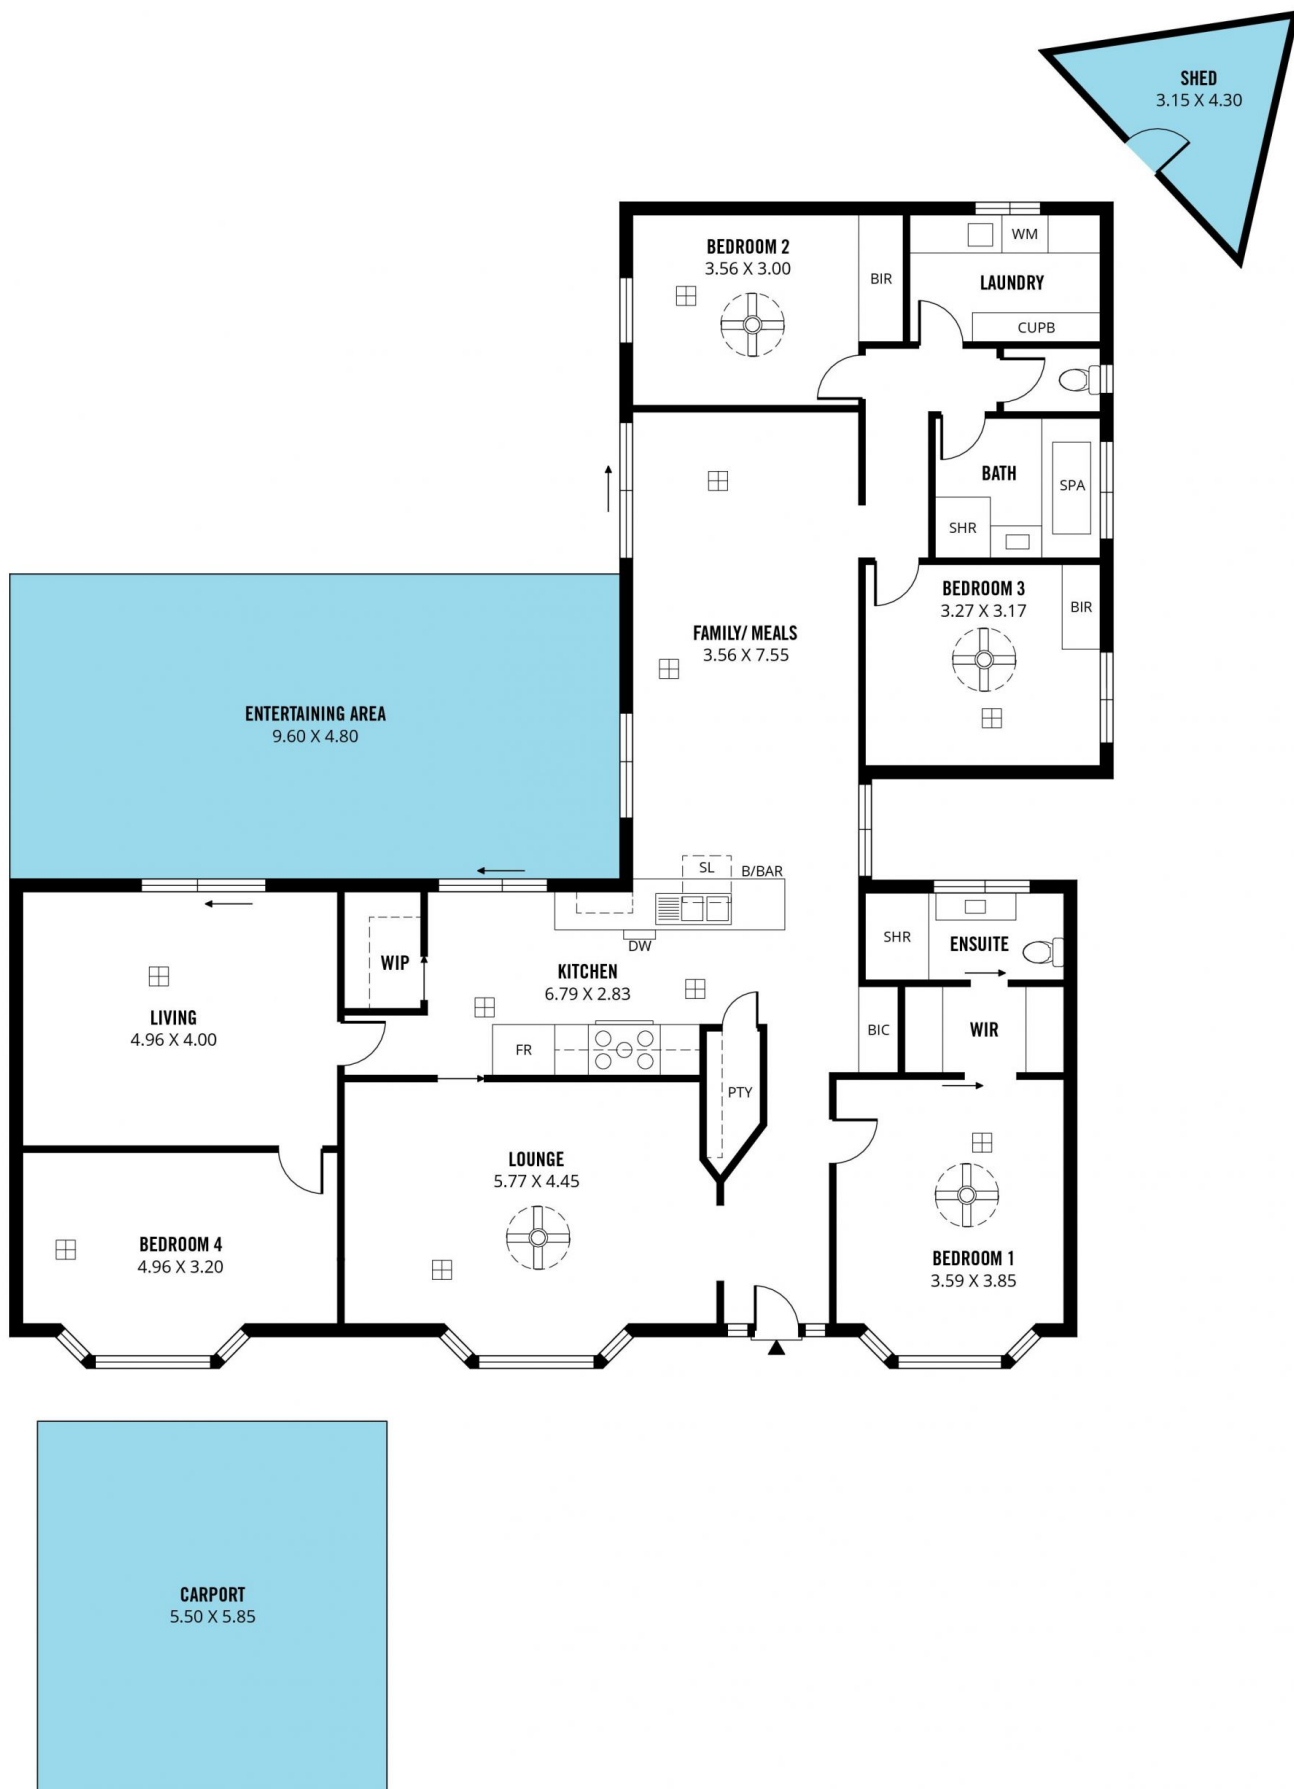 SHED
3.15 X 4.30
BEDROOM 2
3.56 X 3.00
BIR
WM
LAUNDRY
CUPB
BATH
SPA
SHR
BEDROOM 3
3.27 X 3.17
BIR
FAMILY/ MEALS
3.56 X 7.55
ENTERTAINING AREA
9.60 X 4.80
SL
B/BAR
DW
KITCHEN
6.79 X 2.83
FR
WIP
LIVING
4.96 X 4.00
SHR
ENSUITE
BIC
WIR
PTY
LOUNGE
5.77 X 4.45
BEDROOM 4
4.96 X 3.20
BEDROOM 1
3.59 X 3.85
CARPORT
5.50 X 5.85